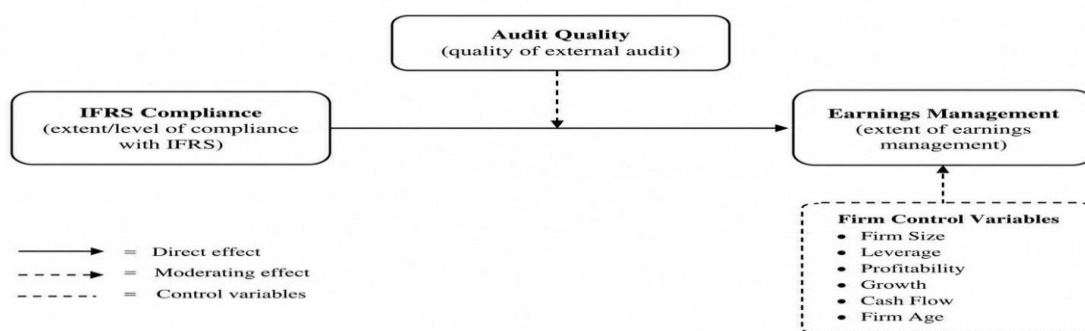 Audit Quality
(quality of external audit)
IFRS Compliance
(extent/level of compliance
with IFRS)
Earnings Management
(extent of earnings
management)
Firm Control Variables
• Firm Size
• Leverage
• Profitability
• Growth
• Cash Flow
• Firm Age
= Direct effect
= Moderating effect
= Control variables